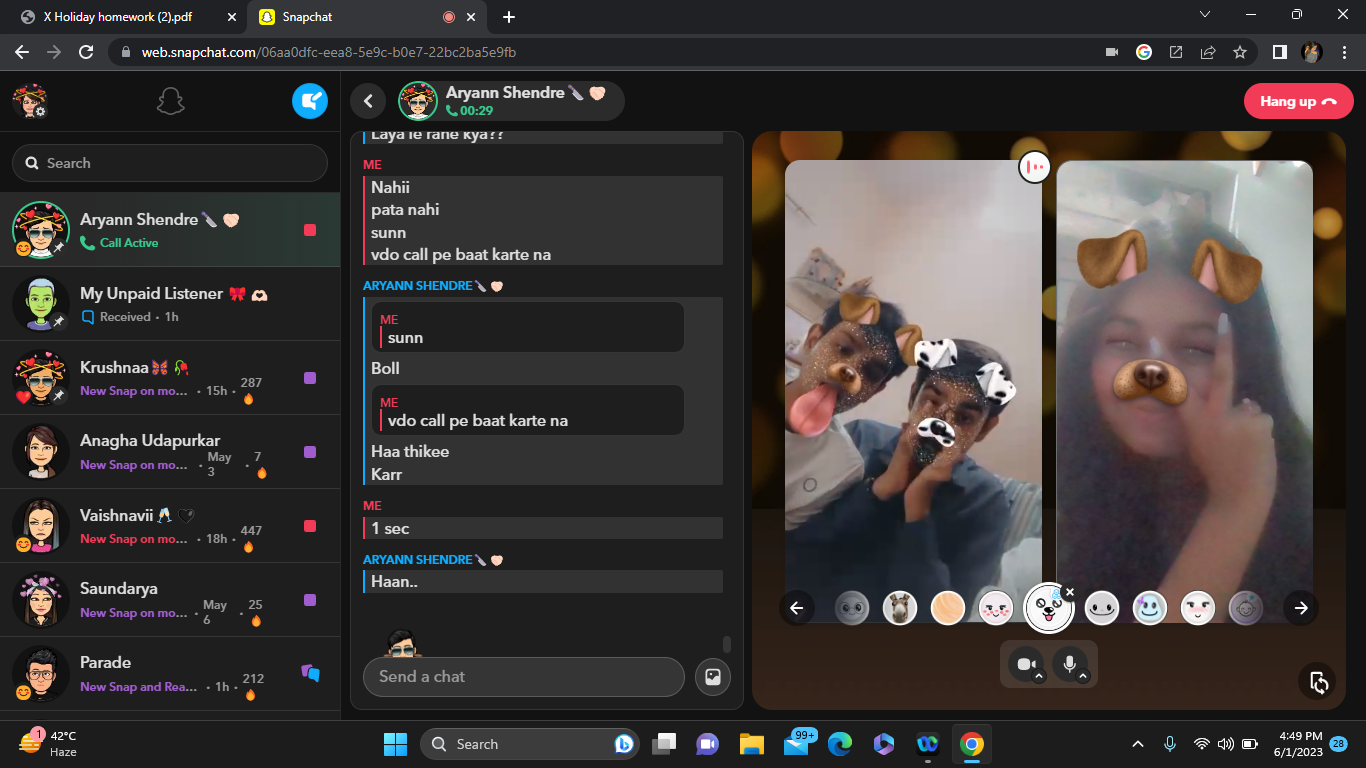 X Holiday homework (2).pdf
Snapchat
web.snapchat.com/06aa0dfc-eea8-5e9c-b0e7-22bc2ba5e9fb
Search
Aryann Shendre🔪🫶🏻
Call Active
My Unpaid Listener 🎀 🫶🏻
Received · 1h
Krushnaa🦋🥀
New Snap on mo... · 15h · 287🔥
Anagha Udapurkar
New Snap on mo... · May 3 · 7🔥
Vaishnavii🥂🖤
New Snap on mo... · 18h · 447🔥
Saundarya
New Snap on mo... · May 6 · 25🔥
Parade
New Snap and Rea... · 1h · 212🔥
Aryann Shendre🔪🫶🏻
00:29
Hang up
Laya le rahe kya??
ME
Nahii
pata nahi
sunn
vdo call pe baat karte na
ARYANN SHENDRE🔪🫶🏻
ME
sunn
Boll
ME
vdo call pe baat karte na
Haa thikee
Karr
ME
1 sec
ARYANN SHENDRE🔪🫶🏻
Haan..
Send a chat
1
42°C
Haze
Search
99+
4:49 PM
6/1/2023
28